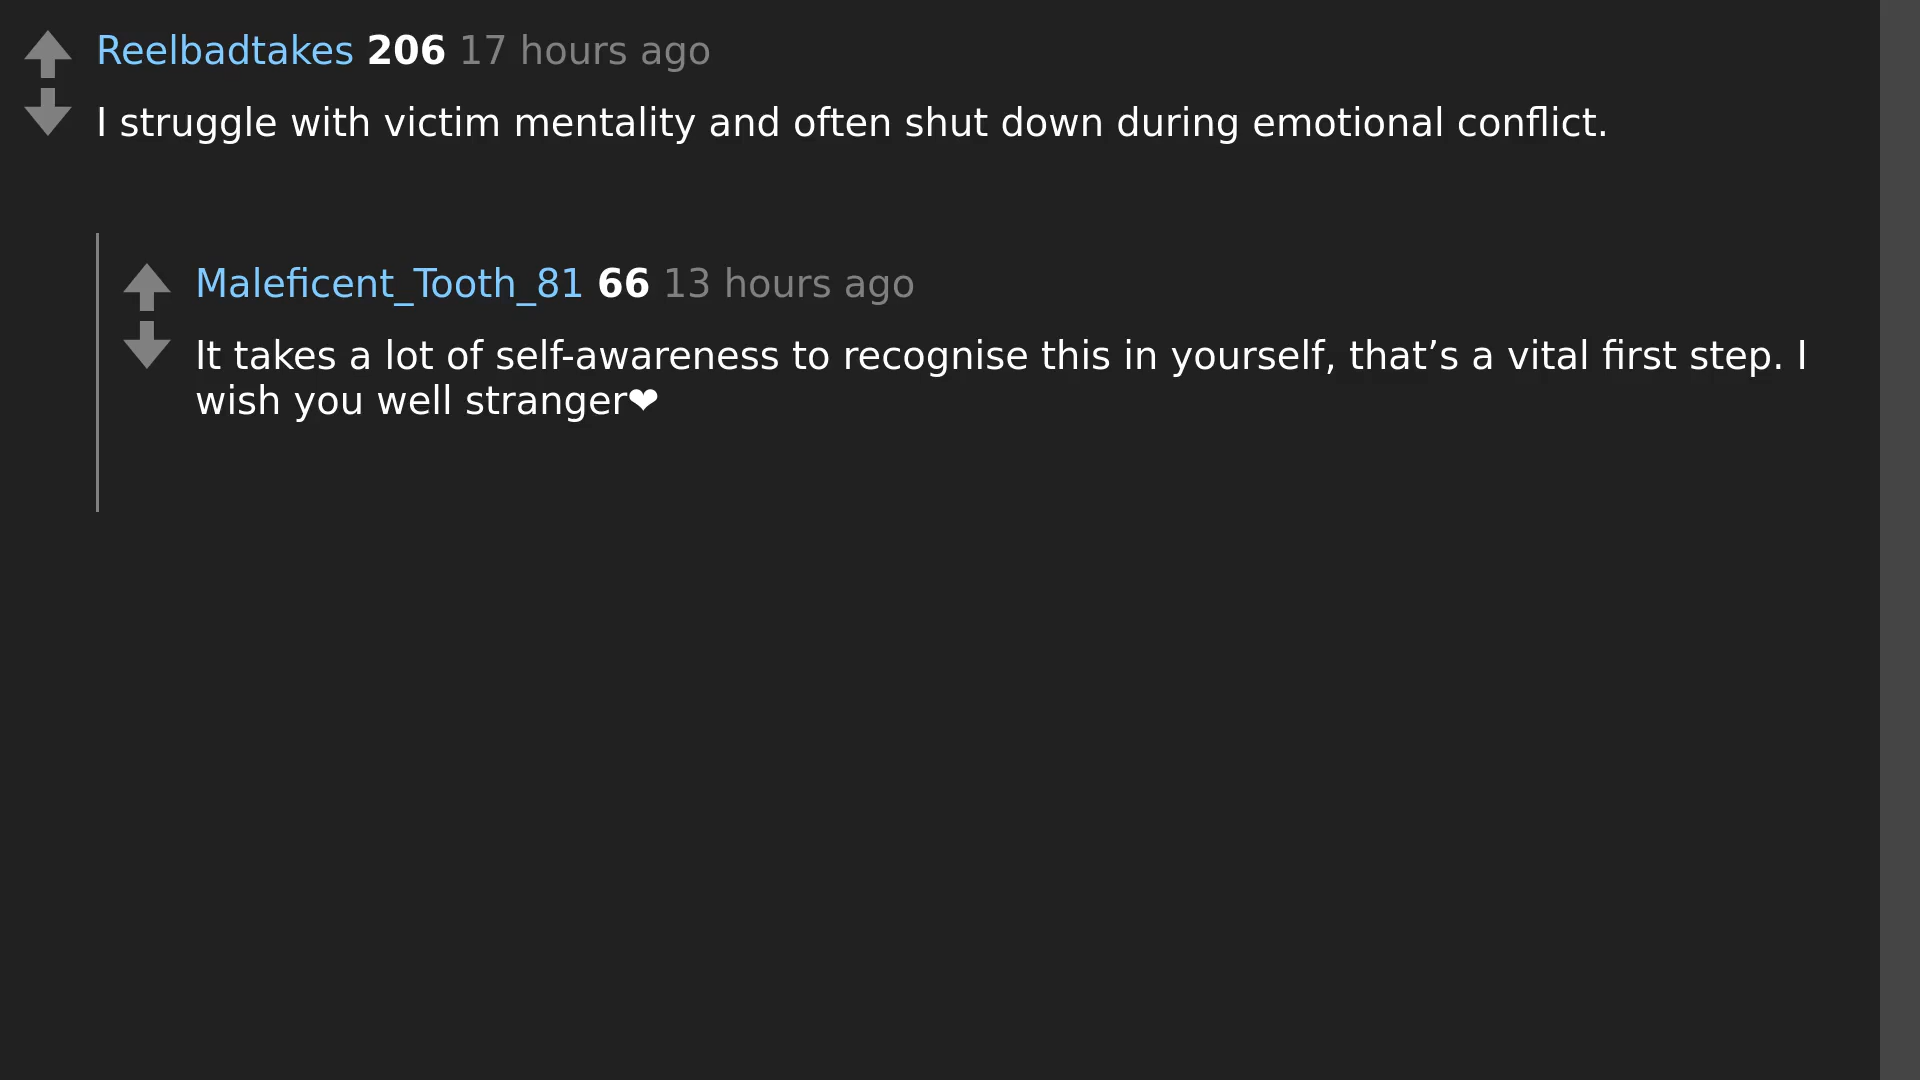 Reelbadtakes 206 17 hours ago
I struggle with victim mentality and often shut down during emotional conflict.
Maleficent_Tooth_81 66 13 hours ago
It takes a lot of self-awareness to recognise this in yourself, that’s a vital first step. I
wish you well stranger❤